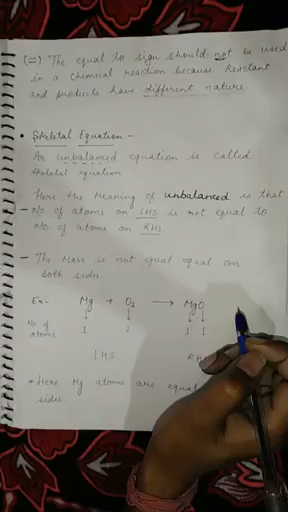 (=) The equal to sign should not be used
in a chemical reaction because Reactant
and products have different nature.
• Skeletal Equation -
An unbalanced equation is called
skeletal equation
Here the Meaning of unbalanced is that
- No of atoms on LHS is not equal to
No of atoms on RHS.
- The Mass is not equal equal on
both sides.
Ex- Mg + O2 → MgO
No of 1 2 1 1
atoms
LHS RH
* Here Mg atoms are equa
sides.